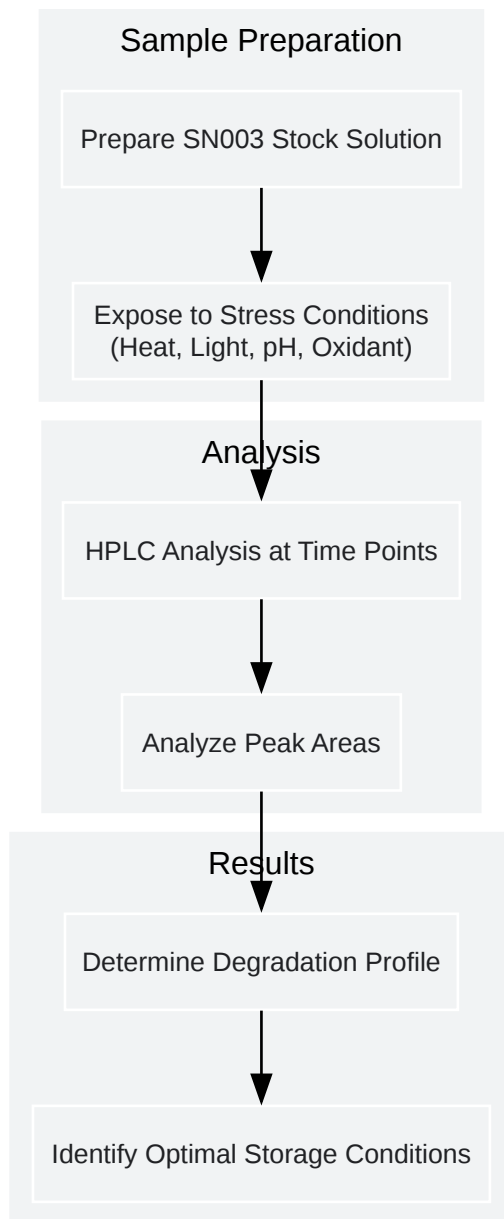 Sample Preparation
Prepare SN003 Stock Solution
Expose to Stress Conditions
(Heat, Light, pH, Oxidant)
Analysis
HPLC Analysis at Time Points
Analyze Peak Areas
Results
Determine Degradation Profile
Identify Optimal Storage Conditions